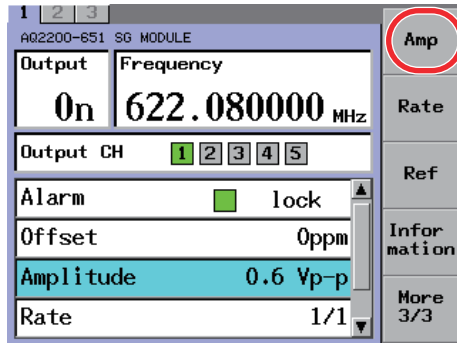 1 2 3
AQ2200-651 SG MODULE
Output Frequency
On 622.080000 MHz
Output CH 1 2 3 4 5
Alarm lock
Offset 0ppm
Amplitude 0.6 Vp-p
Rate 1/1
Amp
Rate
Ref
Infor
mation
More
3/3